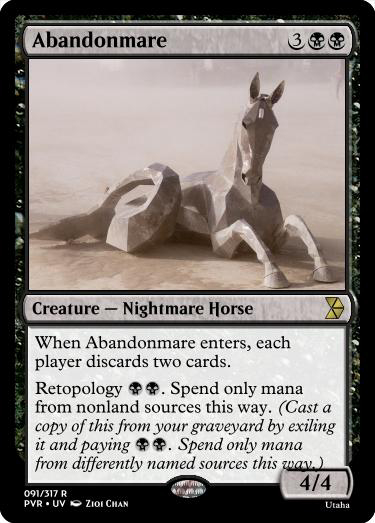 Abandonmare 3
Creature — Nightmare Horse
When Abandonmare enters, each
player discards two cards.
Retopology . Spend only mana
from nonland sources this way. (Cast a
copy of this from your graveyard by exiling
it and paying . Spend only mana
from differently named sources this way.)
4/4
091/317 R
PVR • UV Zioi Chan
Utaha